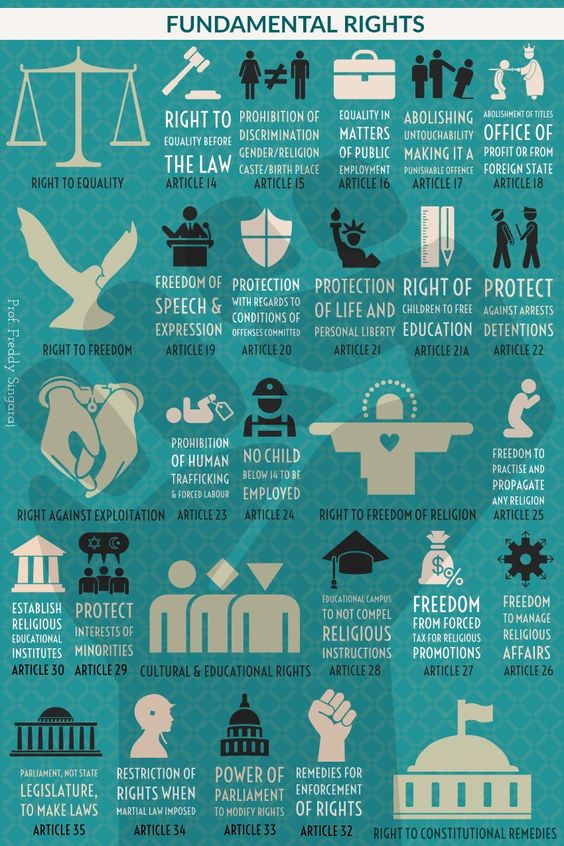 FUNDAMENTAL RIGHTS
RIGHT TO EQUALITY
RIGHT TO
EQUALITY BEFORE
THE LAW
ARTICLE 14
PROHIBITION OF
DISCRIMINATION
GENDER/RELIGION
CASTE/BIRTH PLACE
ARTICLE 15
EQUALITY IN
MATTERS
OF PUBLIC
EMPLOYMENT
ARTICLE 16
ABOLISHING
UNTOUCHABILITY
MAKING IT A
PUNISHABLE OFFENCE
ARTICLE 17
ABOLISHMENT OF TITLES
OFFICE OF
PROFIT OR FROM
FOREIGN STATE
ARTICLE 18
RIGHT TO FREEDOM
FREEDOM OF
SPEECH &
EXPRESSION
ARTICLE 19
PROTECTION
WITH REGARDS TO
CONDITIONS OF
OFFENSES COMMITTED
ARTICLE 20
PROTECTION
OF LIFE AND
PERSONAL LIBERTY
ARTICLE 21
RIGHT OF
CHILDREN TO FREE
EDUCATION
ARTICLE 21A
PROTECT
AGAINST ARRESTS
DETENTIONS
ARTICLE 22
Prof. Freddy Singaraj
RIGHT AGAINST EXPLOITATION
PROHIBITION
OF HUMAN
TRAFFICKING
& FORCED LABOUR
ARTICLE 23
NO CHILD
BELOW 14 TO BE
EMPLOYED
ARTICLE 24
RIGHT TO FREEDOM OF RELIGION
FREEDOM TO
PRACTISE AND
PROPAGATE
ANY RELIGION
ARTICLE 25
ESTABLISH
RELIGIOUS
EDUCATIONAL
INSTITUTES
ARTICLE 30
PROTECT
INTERESTS OF
MINORITIES
ARTICLE 29
CULTURAL & EDUCATIONAL RIGHTS
EDUCATIONAL CAMPUS
TO NOT COMPEL
RELIGIOUS
INSTRUCTIONS
ARTICLE 28
$%
FREEDOM
FROM FORCED
TAX FOR RELIGIOUS
PROMOTIONS
ARTICLE 27
FREEDOM
TO MANAGE
RELIGIOUS
AFFAIRS
ARTICLE 26
PARLIAMENT, NOT STATE
LEGISLATURE,
TO MAKE LAWS
ARTICLE 35
RESTRICTION OF
RIGHTS WHEN
MARTIAL LAW IMPOSED
ARTICLE 34
POWER OF
PARLIAMENT
TO MODIFY RIGHTS
ARTICLE 33
REMEDIES FOR
ENFORCEMENT
OF RIGHTS
ARTICLE 32
RIGHT TO CONSTITUTIONAL REMEDIES